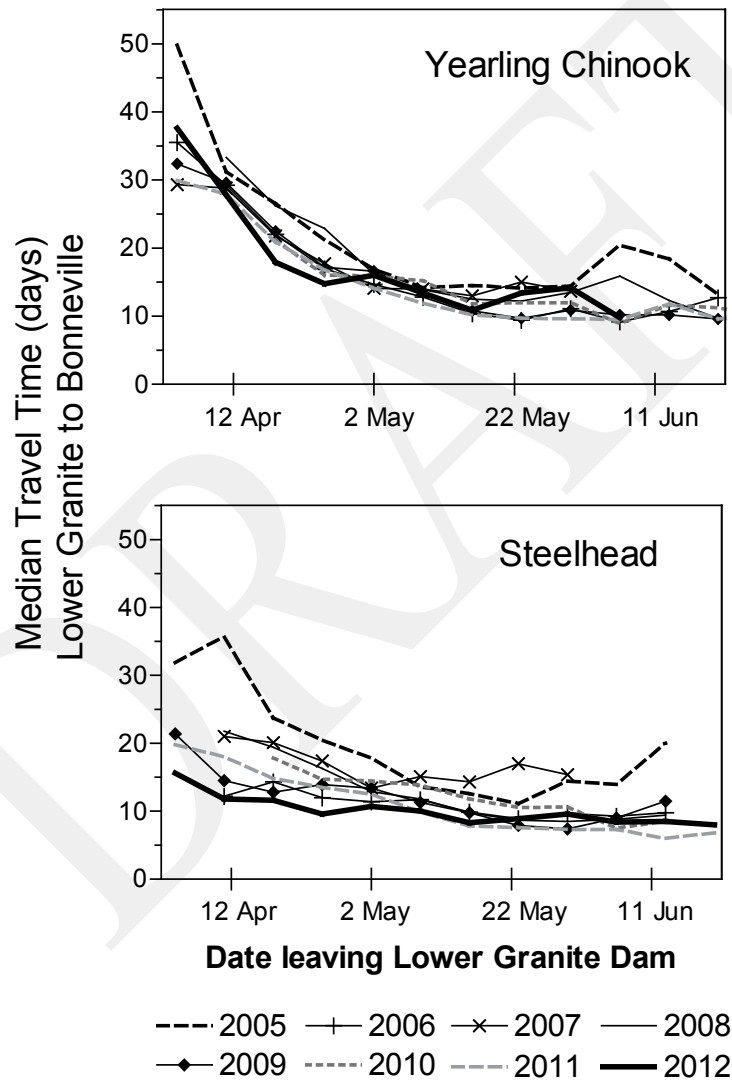 Yearling Chinook
50
40
30
20
10
0
12 Apr 2 May 22 May 11 Jun
Median Travel Time (days)
Lower Granite to Bonneville
Steelhead
50
40
30
20
10
0
12 Apr 2 May 22 May 11 Jun
Date leaving Lower Granite Dam
2005 2006 2007 2008
2009 2010 2011 2012
DRAFT